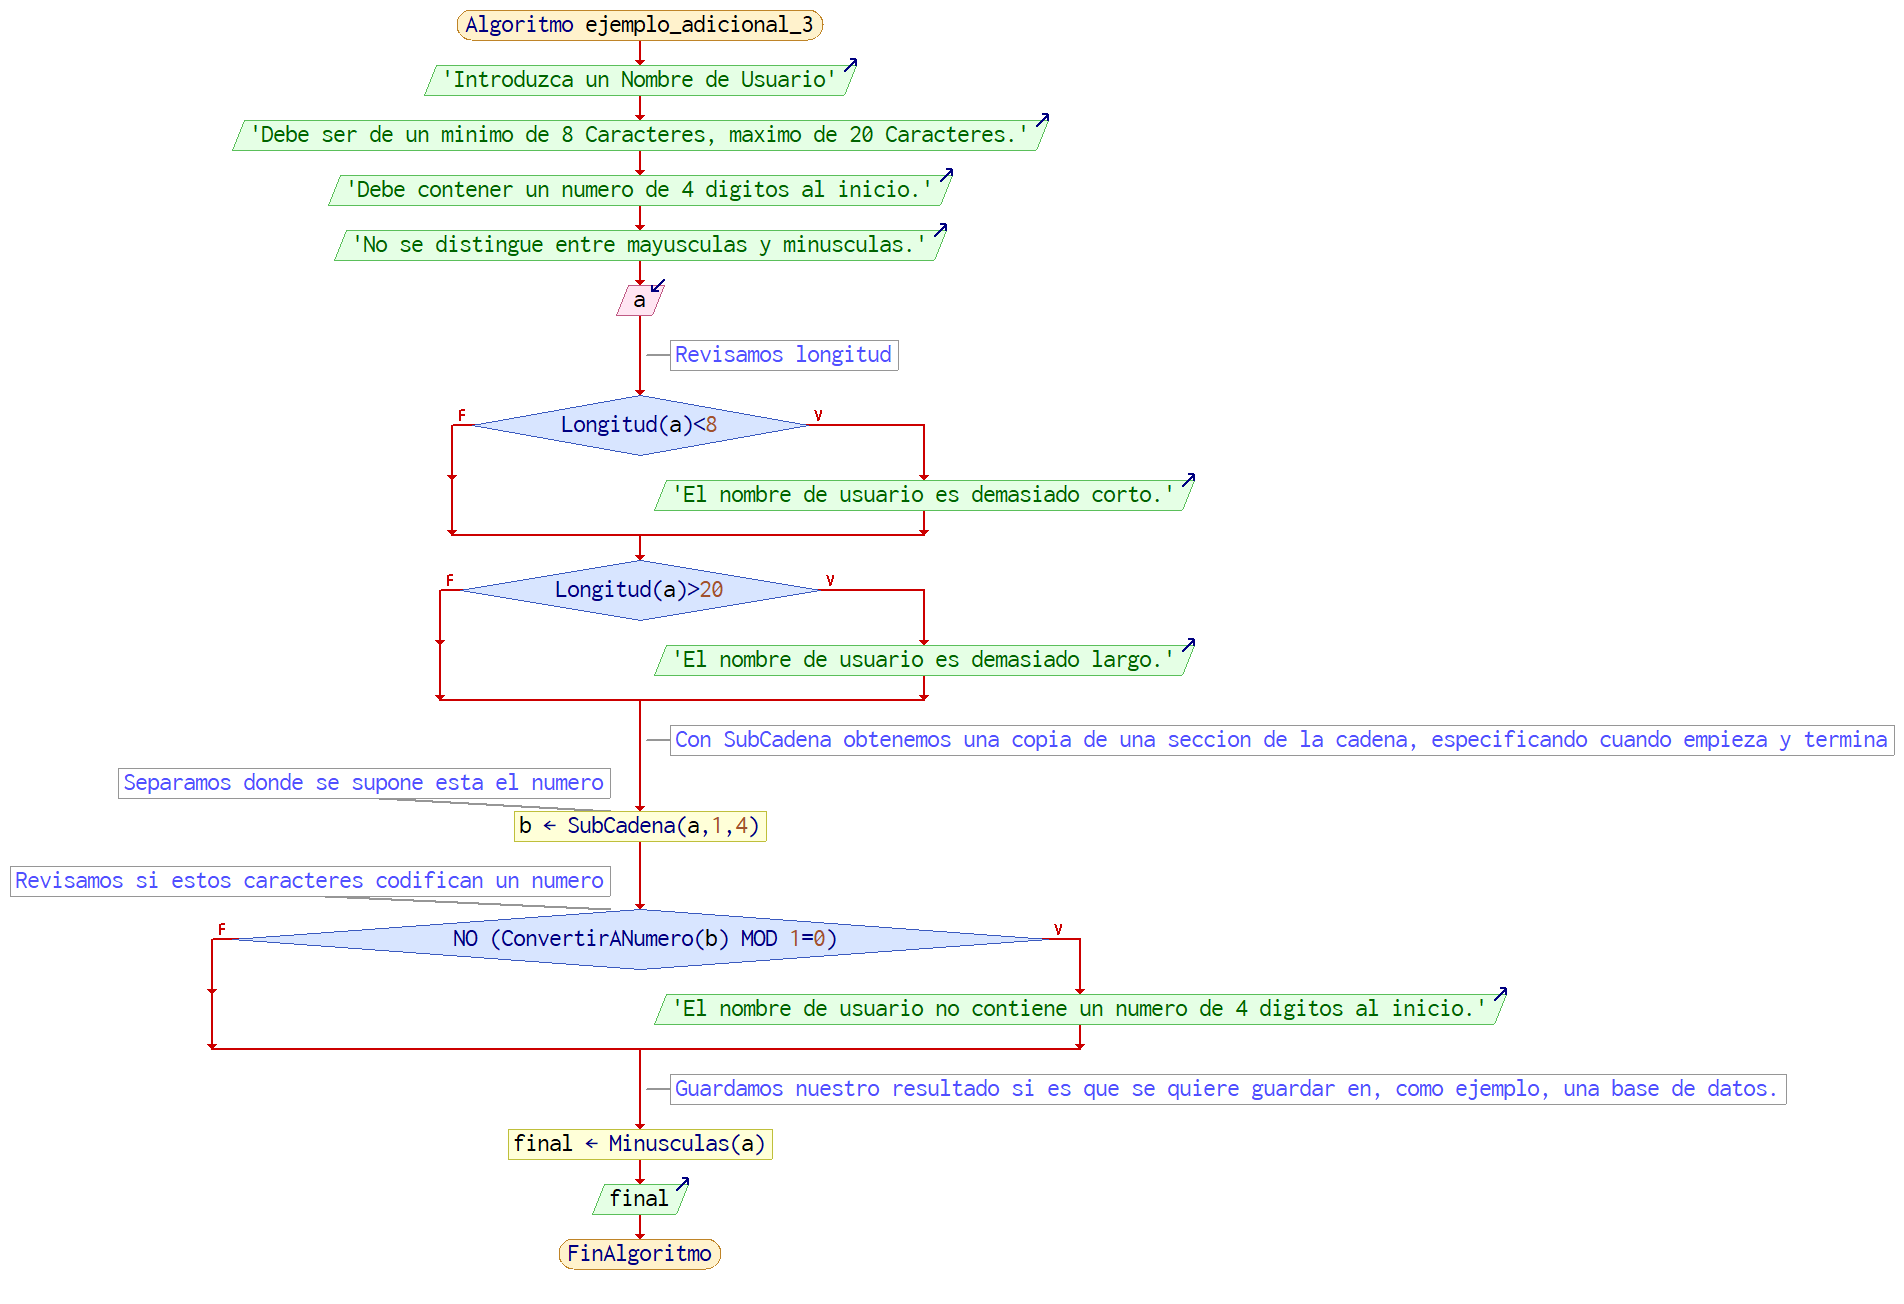 Algoritmo ejemplo_adicional_3
'Introduzca un Nombre de Usuario'
'Debe ser de un minimo de 8 Caracteres, maximo de 20 Caracteres.'
'Debe contener un numero de 4 digitos al inicio.'
'No se distingue entre mayusculas y minusculas.'
a
Revisamos longitud
F
V
Longitud(a)<8
'El nombre de usuario es demasiado corto.'
F
V
Longitud(a)>20
'El nombre de usuario es demasiado largo.'
Con SubCadena obtenemos una copia de una seccion de la cadena, especificando cuando empieza y termina
Separamos donde se supone esta el numero
b ← SubCadena(a,1,4)
Revisamos si estos caracteres codifican un numero
F
V
NO (ConvertirANumero(b) MOD 1=0)
'El nombre de usuario no contiene un numero de 4 digitos al inicio.'
Guardamos nuestro resultado si es que se quiere guardar en, como ejemplo, una base de datos.
final ← Minusculas(a)
final
FinAlgoritmo